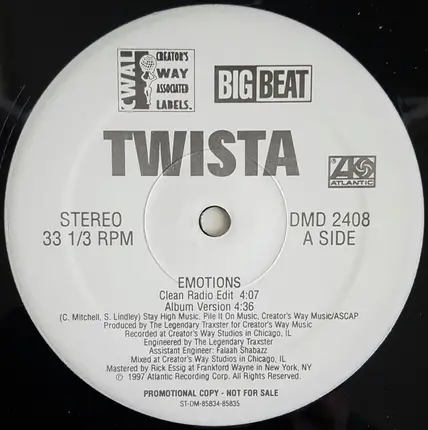 CWAL
CREATOR'S
WAY
ASSOCIATED
LABELS.
BIG BEAT
TWISTA
ATLANTIC
STEREO
33 1/3 RPM
DMD 2408
A SIDE
EMOTIONS
Clean Radio Edit 4:07
Album Version 4:36
(C. Mitchell, S. Lindley) Stay High Music, Pile It On Music, Creator's Way Music/ASCAP
Produced by The Legendary Traxster for Creator's Way Music
Recorded at Creator's Way Studios in Chicago, IL
Engineered by The Legendary Traxster
Assistant Engineer: Falaah Shabazz
Mixed at Creator's Way Studios in Chicago, IL
Mastered by Rick Essig at Frankford Wayne in New York, NY
℗ 1997 Atlantic Recording Corp. All Rights Reserved.
PROMOTIONAL COPY - NOT FOR SALE
ST-DM-85834-85835